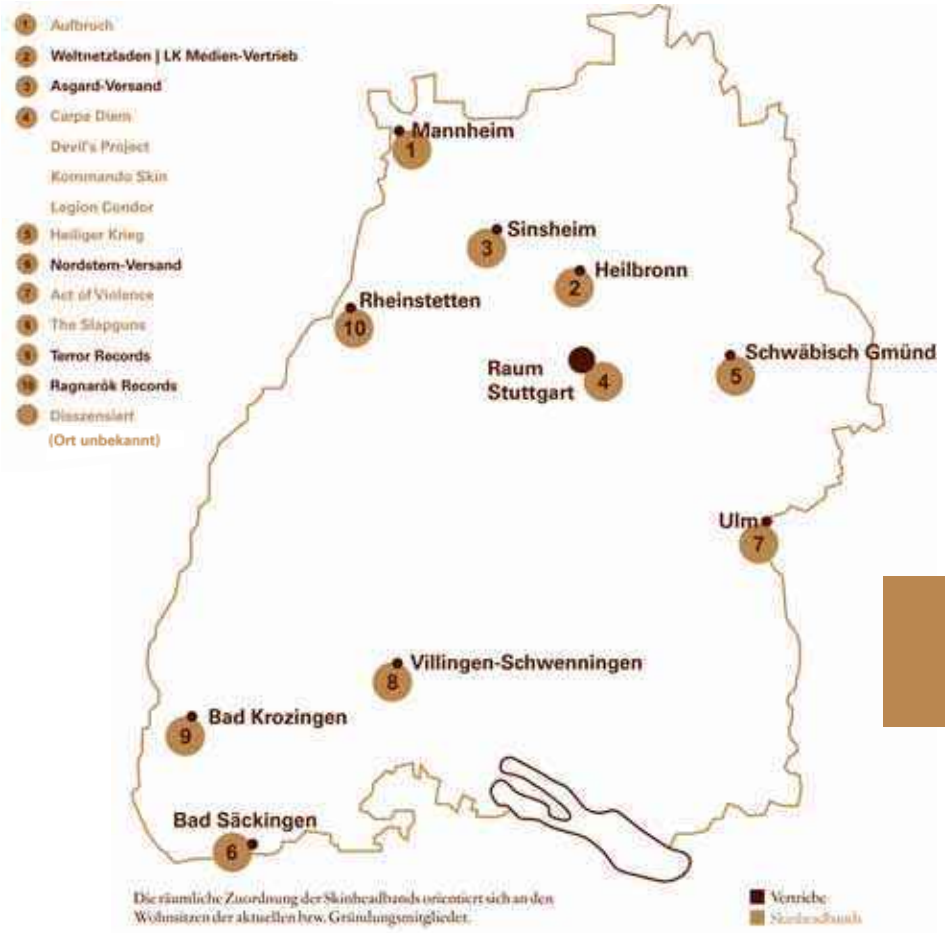 1 Aufbruch
2 Weltnetzladen | LK Medien-Vertrieb
3 Asgard-Versand
4 Carpe Diem
Devil's Project
Kommando Skin
Legion Condor
5 Heiliger Krieg
6 Nordstern-Versand
7 Act of Violence
8 The Slapguns
9 Terror Records
10 Ragnarök Records
Disszensiert
(Ort unbekannt)
Mannheim
1
Sinsheim
3
Heilbronn
2
Rheinstetten
10
Raum
Stuttgart
4
Schwäbisch Gmünd
5
Ulm
7
Villingen-Schwenningen
8
Bad Krozingen
9
Bad Säckingen
6
Die räumliche Zuordnung der Skinheadbands orientiert sich an den
Wohnsitzen der aktuellen bzw. Gründungsmitglieder.
Vertriebe
Skinheadbands